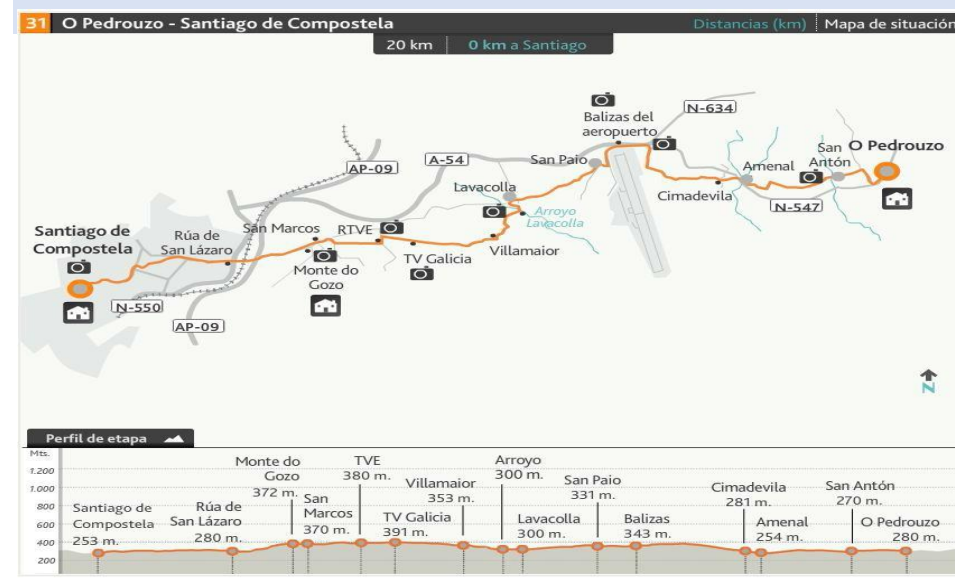 31 O Pedrouzo - Santiago de Compostela
Distancias (km) Mapa de situación
20 km 0 km a Santiago
N-634
Balizas del
aeropuerto
San
Antón
O Pedrouzo
AP-09
A-54
San Paio
Amenal
Lavacolla
Cimadevila
N-547
Arroyo
Lavacolla
Santiago de
Compostela
Rúa de
San Lázaro
San Marcos
RTVE
Villamaior
TV Galicia
Monte do
Gozo
N-550
AP-09
N
Perfil de etapa
Mts.
1.200
1.000
800
600
400
200
Santiago de
Compostela
253 m.
Rúa de
San Lázaro
280 m.
Monte do
Gozo
372 m.
San
Marcos
370 m.
TVE
380 m.
TV Galicia
391 m.
Villamaior
353 m.
Arroyo
300 m.
Lavacolla
300 m.
San Paio
331 m.
Balizas
343 m.
Cimadevila
281 m.
Amenal
254 m.
San Antón
270 m.
O Pedrouzo
280 m.